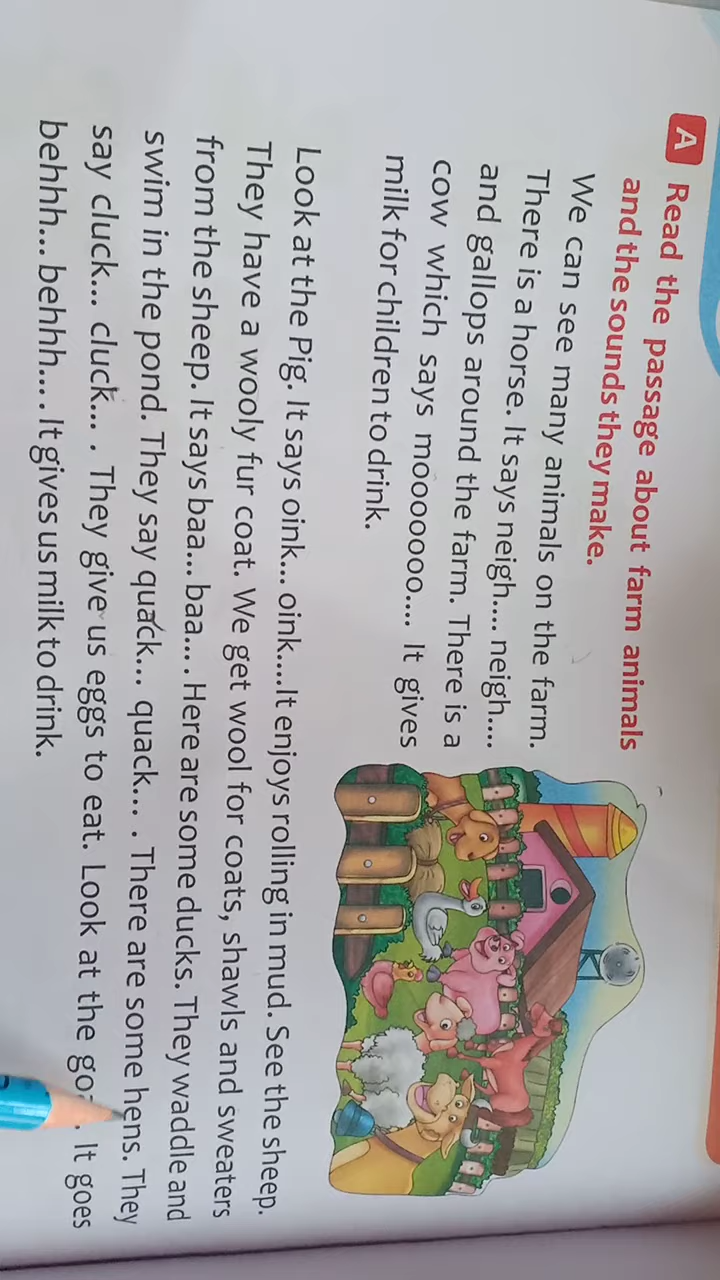 A Read the passage about farm animals
and the sounds they make.
We can see many animals on the farm.
There is a horse. It says neigh.... neigh....
and gallops around the farm. There is a
cow which says moooooooo.... It gives
milk for children to drink.
Look at the Pig. It says oink... oink....It enjoys rolling in mud. See the sheep.
They have a wooly fur coat. We get wool for coats, shawls and sweaters
from the sheep. It says baa... baa... . Here are some ducks. They waddle and
swim in the pond. They say quack... quack... . There are some hens. They
say cluck... cluck... . They give us eggs to eat. Look at the . It goes
behhh... behhh.... It gives us milk to drink.